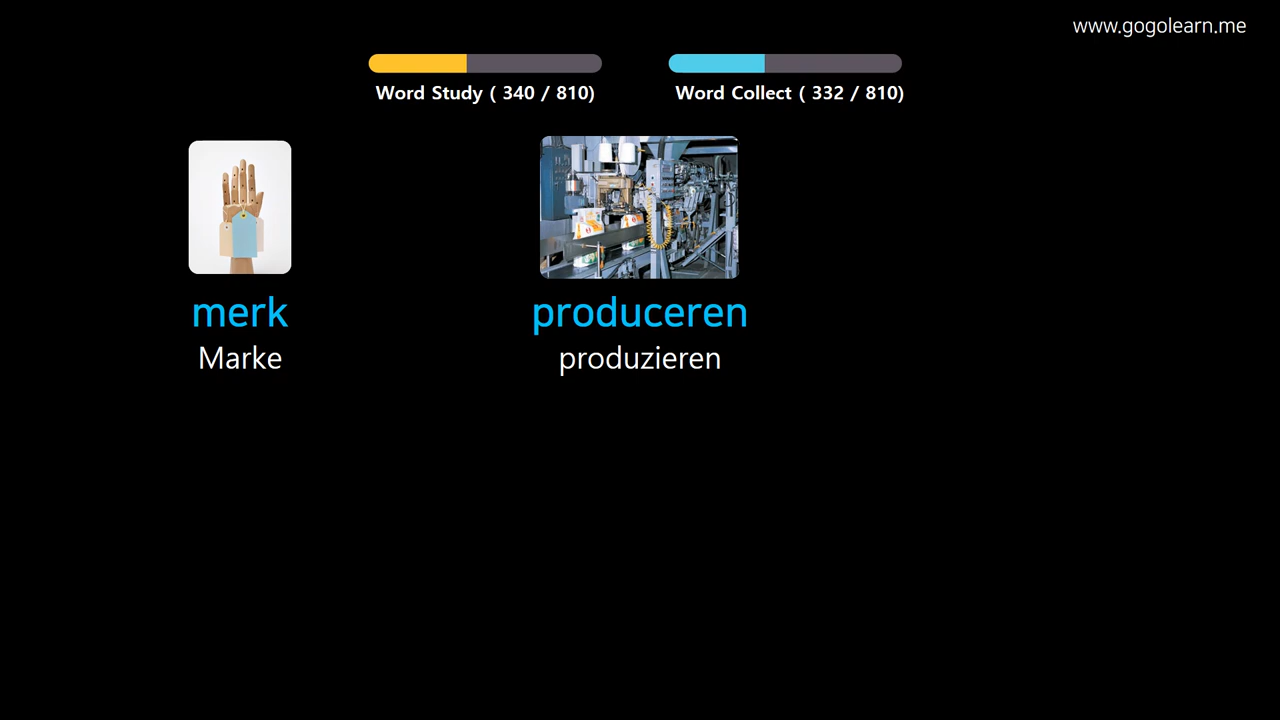 www.gogolearn.me
Word Study ( 340 / 810)
Word Collect ( 332 / 810)
merk
Marke
produceren
produzieren